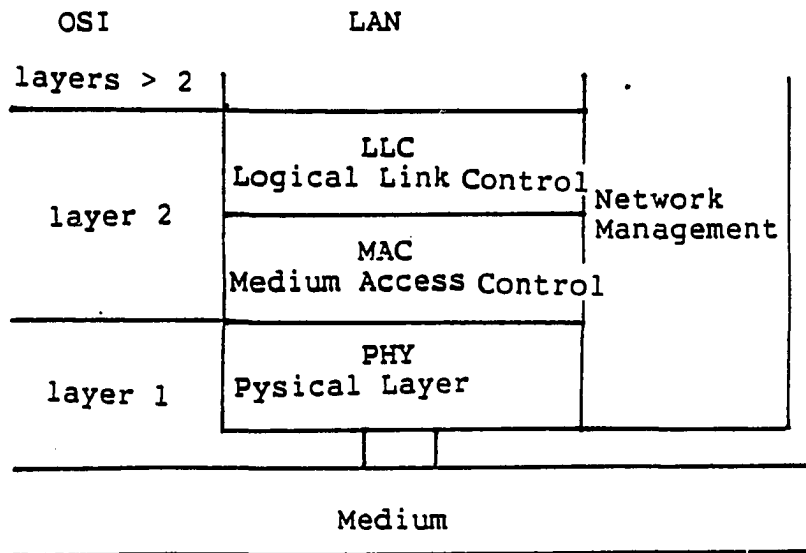 OSI LAN
layers > 2
LLC
Logical Link Control
layer 2
Network
Management
MAC
Medium Access Control
PHY
Pysical Layer
layer 1
Medium